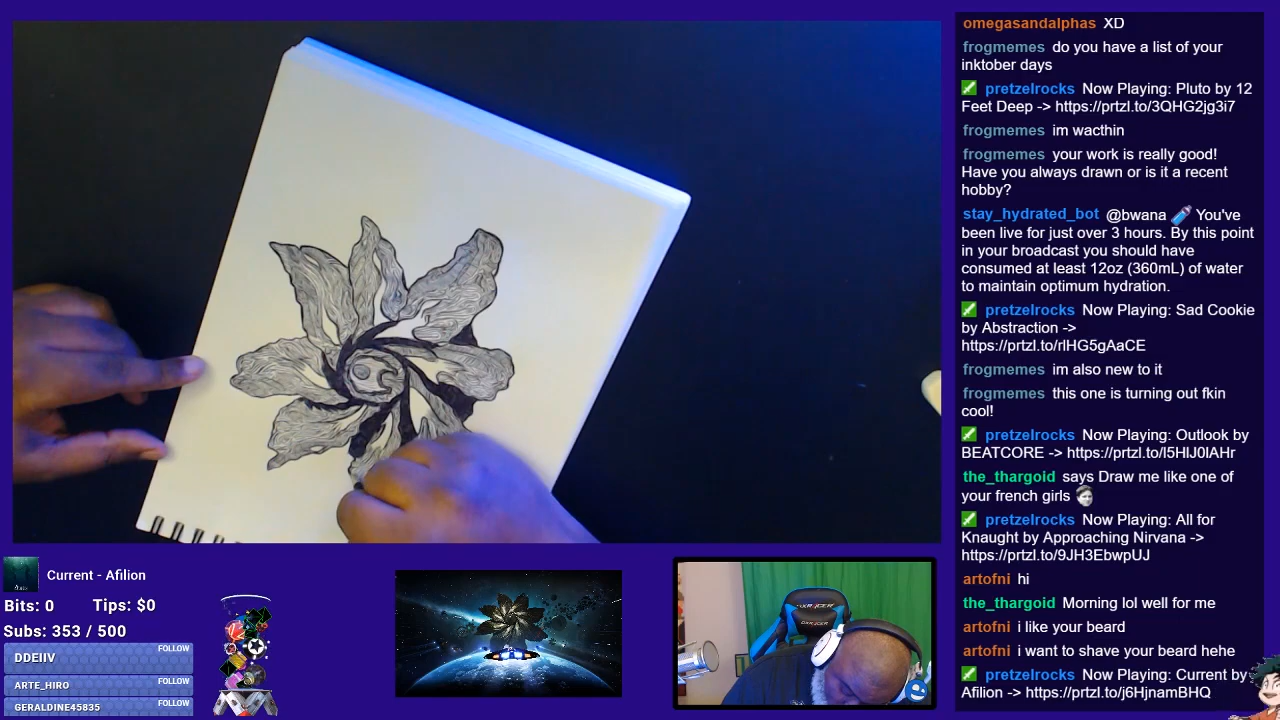 omegasandalphas XD
frogmemes do you have a list of your
inktober days
pretzelrocks Now Playing: Pluto by 12
Feet Deep -> https://prtzl.to/3QHG2jg3i7
frogmemes im wacthin
frogmemes your work is really good!
Have you always drawn or is it a recent
hobby?
stay_hydrated_bot @bwana You've
been live for just over 3 hours. By this point
in your broadcast you should have
consumed at least 12oz (360mL) of water
to maintain optimum hydration.
pretzelrocks Now Playing: Sad Cookie
by Abstraction ->
https://prtzl.to/rlHG5gAaCE
frogmemes im also new to it
frogmemes this one is turning out fkin
cool!
pretzelrocks Now Playing: Outlook by
BEATCORE -> https://prtzl.to/I5HlJ0lAHr
the_thargoid says Draw me like one of
your french girls
pretzelrocks Now Playing: All for
Knaught by Approaching Nirvana ->
https://prtzl.to/9JH3EbwpUJ
artofni hi
the_thargoid Morning lol well for me
artofni i like your beard
artofni i want to shave your beard hehe
pretzelrocks Now Playing: Current by
Afilion -> https://prtzl.to/j6HjnamBHQ
Current - Afilion
Bits: 0 Tips: $0
Subs: 353 / 500
DDEIIV FOLLOW
ARTE_HIRO FOLLOW
GERALDINE45835 FOLLOW
DXRACER
DXRACER